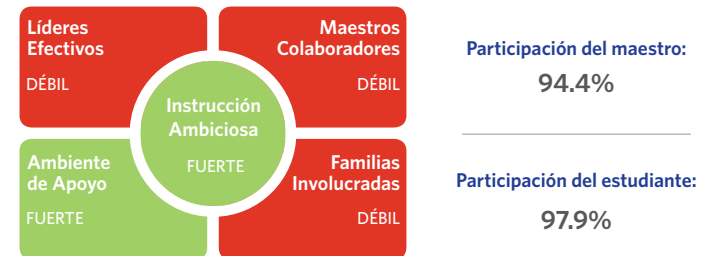 Líderes
Efectivos
DÉBIL
Maestros
Colaboradores
DÉBIL
Instrucción
Ambiciosa
FUERTE
Ambiente
de Apoyo
FUERTE
Familias
Involucradas
DÉBIL
Participación del maestro:
94.4%
Participación del estudiante:
97.9%